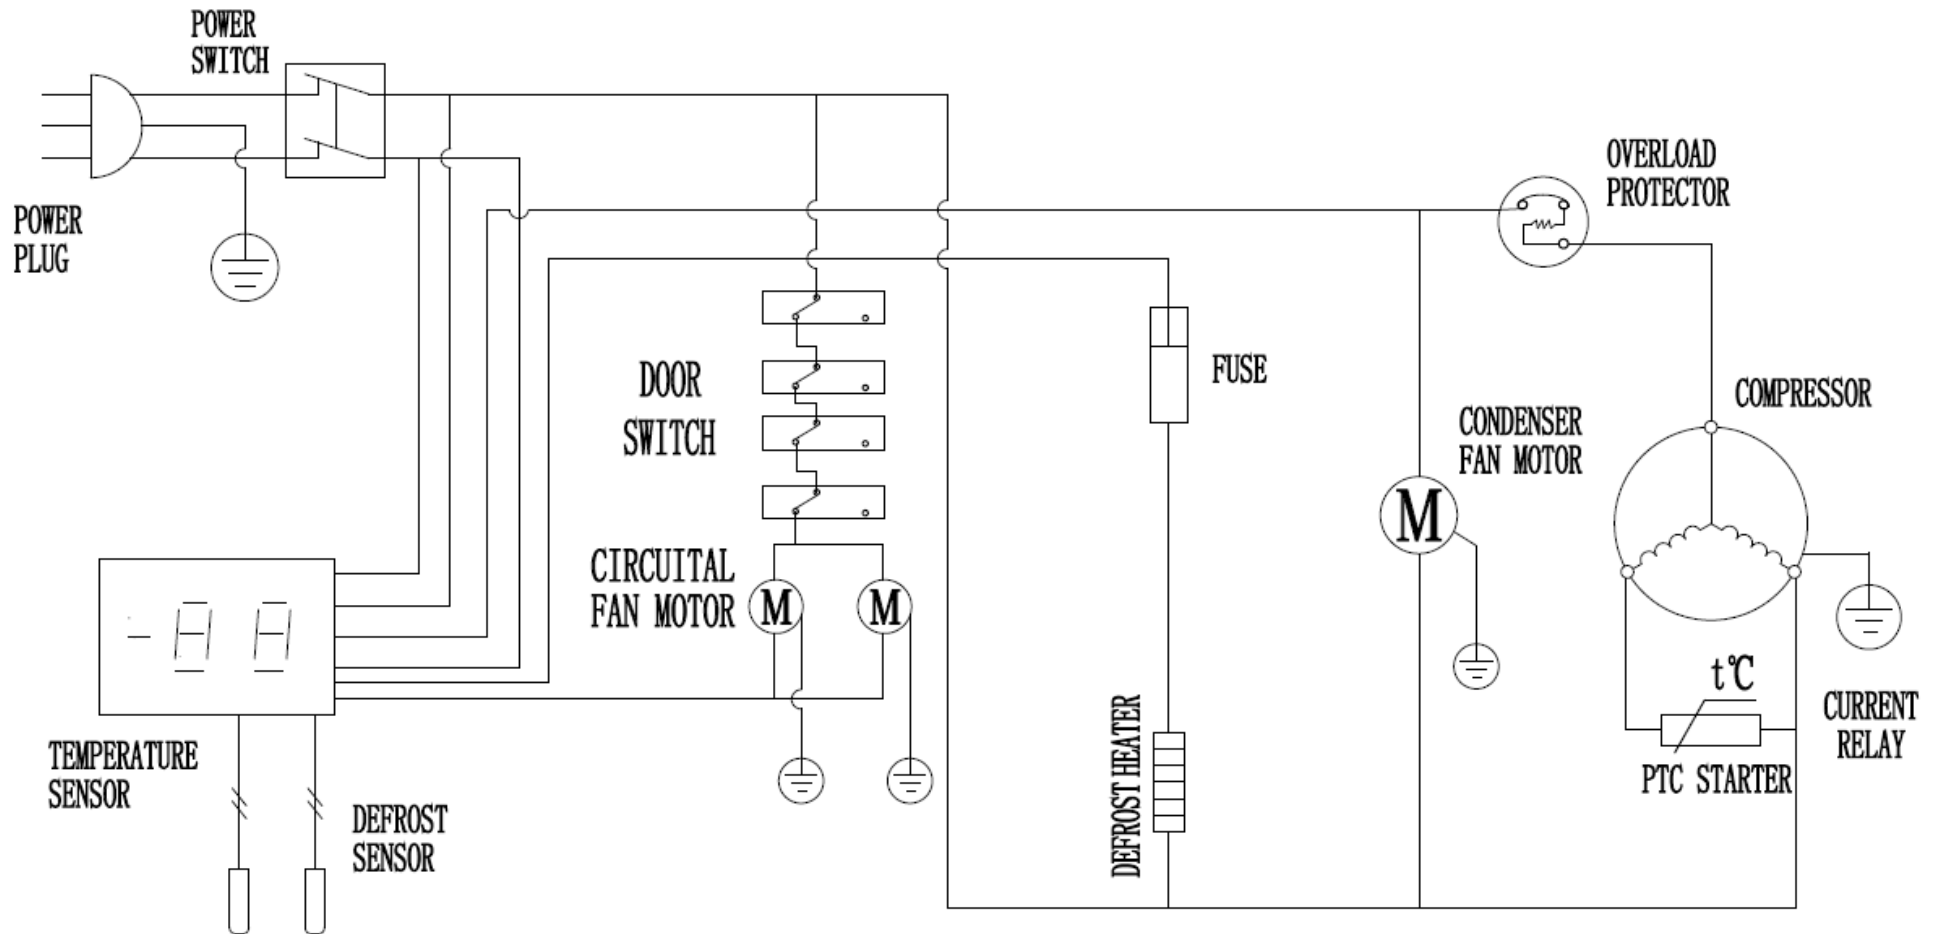 POWER
SWITCH
POWER
PLUG
OVERLOAD
PROTECTOR
DOOR
SWITCH
FUSE
COMPRESSOR
CONDENSER
FAN MOTOR
M
CIRCUITAL
FAN MOTOR
M
M
-88
t℃
CURRENT
RELAY
PTC STARTER
DEFROST HEATER
TEMPERATURE
SENSOR
DEFROST
SENSOR